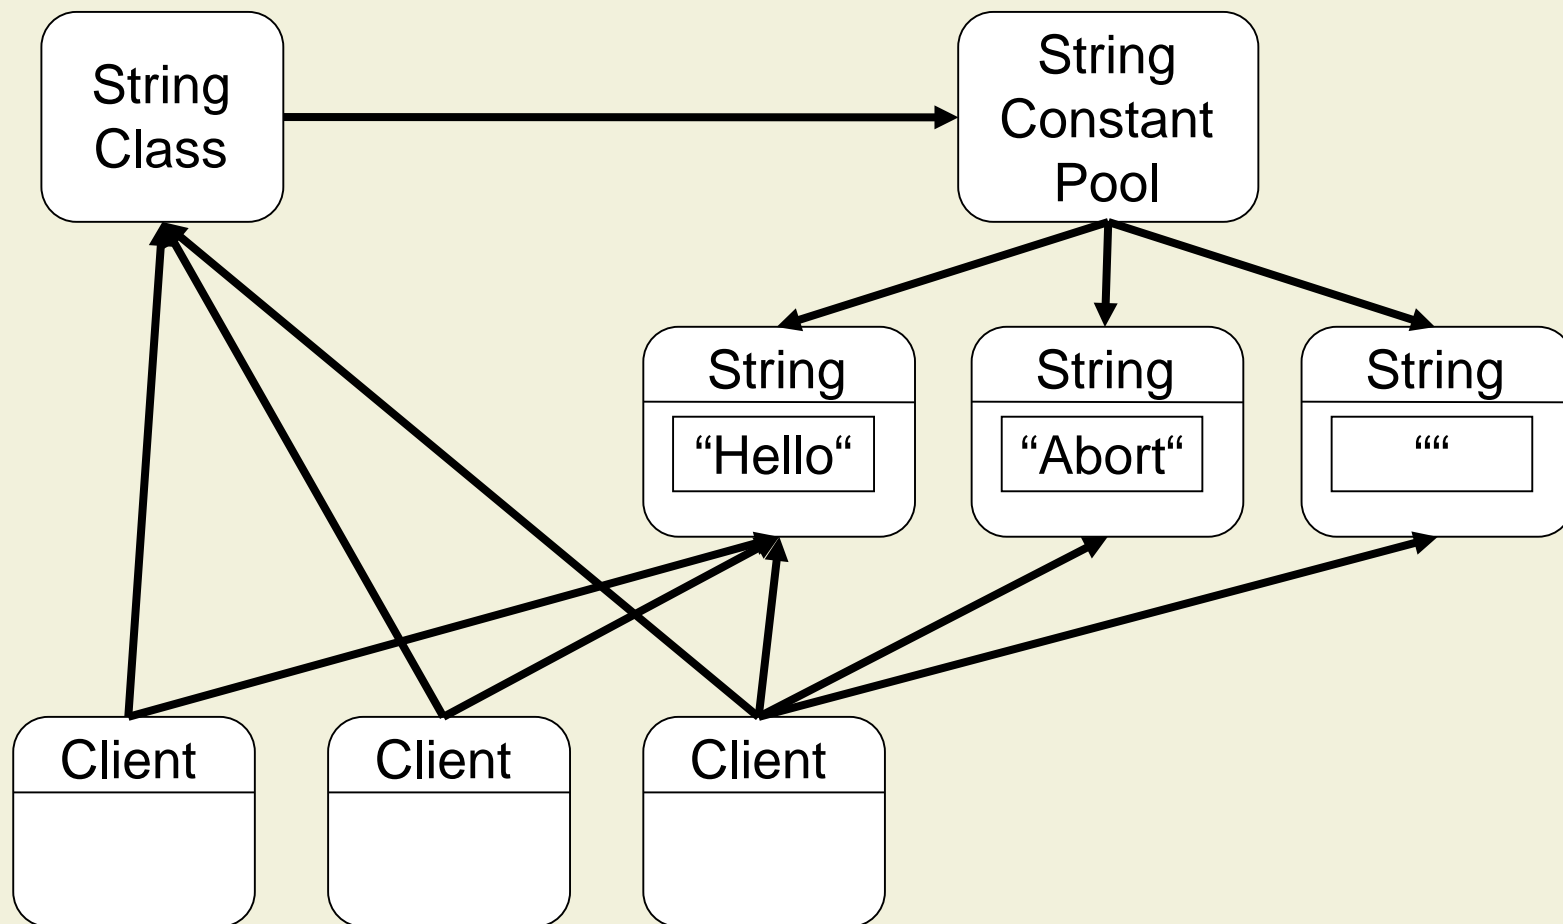 String
Class
String
Constant
Pool
String
String
String
“Hello“
“Abort“
““
Client
Client
Client